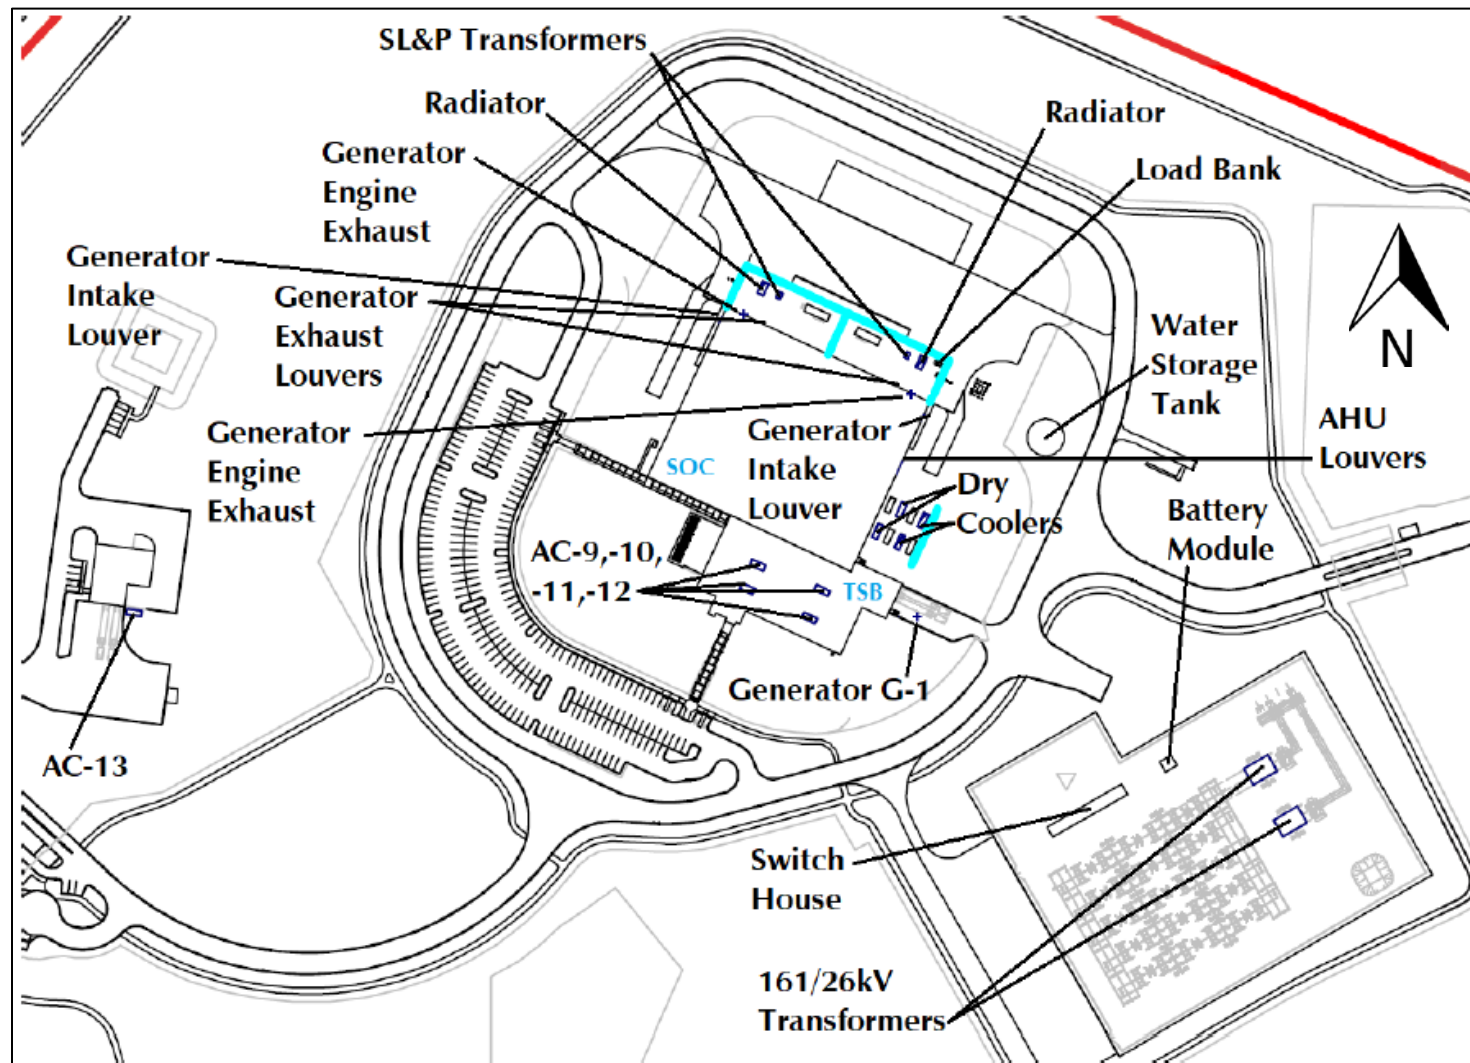 SL&P Transformers
Radiator
Generator
Engine
Exhaust
Generator
Intake
Louver
Generator
Exhaust
Louvers
Generator
Engine
Exhaust
Radiator
Load Bank
N
Water
Storage
Tank
AHU
Louvers
SOC
Generator
Intake
Louver
Dry
Coolers
Battery
Module
AC-9,-10,
-11,-12
TSB
Generator G-1
AC-13
Switch
House
161/26kV
Transformers